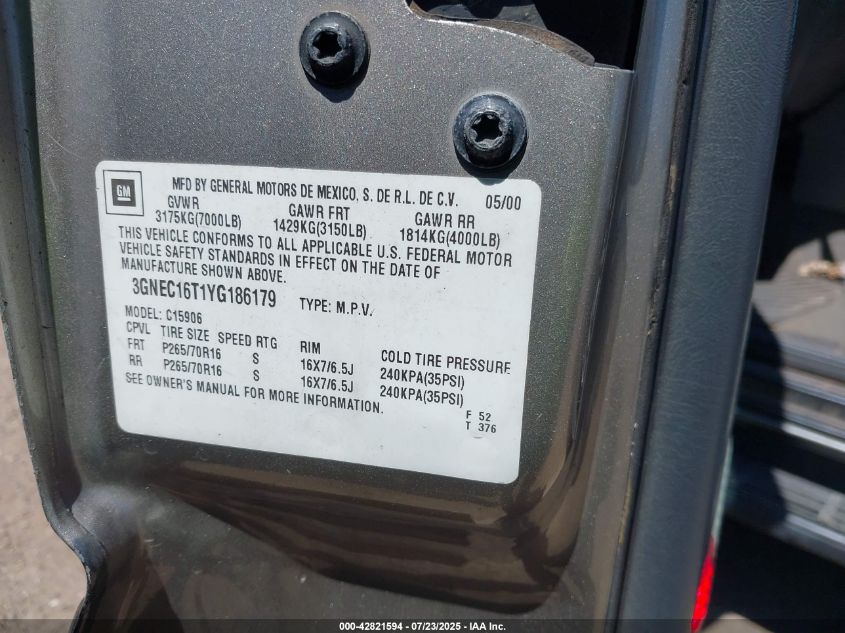 GM
MFD BY GENERAL MOTORS DE MEXICO, S. DE R.L. DE C.V. 05/00
GVWR GAWR FRT GAWR RR
3175KG(7000LB) 1429KG(3150LB) 1814KG(4000LB)
THIS VEHICLE CONFORMS TO ALL APPLICABLE U.S. FEDERAL MOTOR
VEHICLE SAFETY STANDARDS IN EFFECT ON THE DATE OF
MANUFACTURE SHOWN ABOVE.
3GNEC16T1YG186179 TYPE: M.P.V.
MODEL: C15906
CPVL TIRE SIZE SPEED RTG RIM COLD TIRE PRESSURE
FRT P265/70R16 S 16X7/6.5J 240KPA(35PSI)
RR P265/70R16 S 16X7/6.5J 240KPA(35PSI)
SEE OWNER'S MANUAL FOR MORE INFORMATION.
F 52
T 376
000-42821594 - 07/23/2025 - IAA Inc.